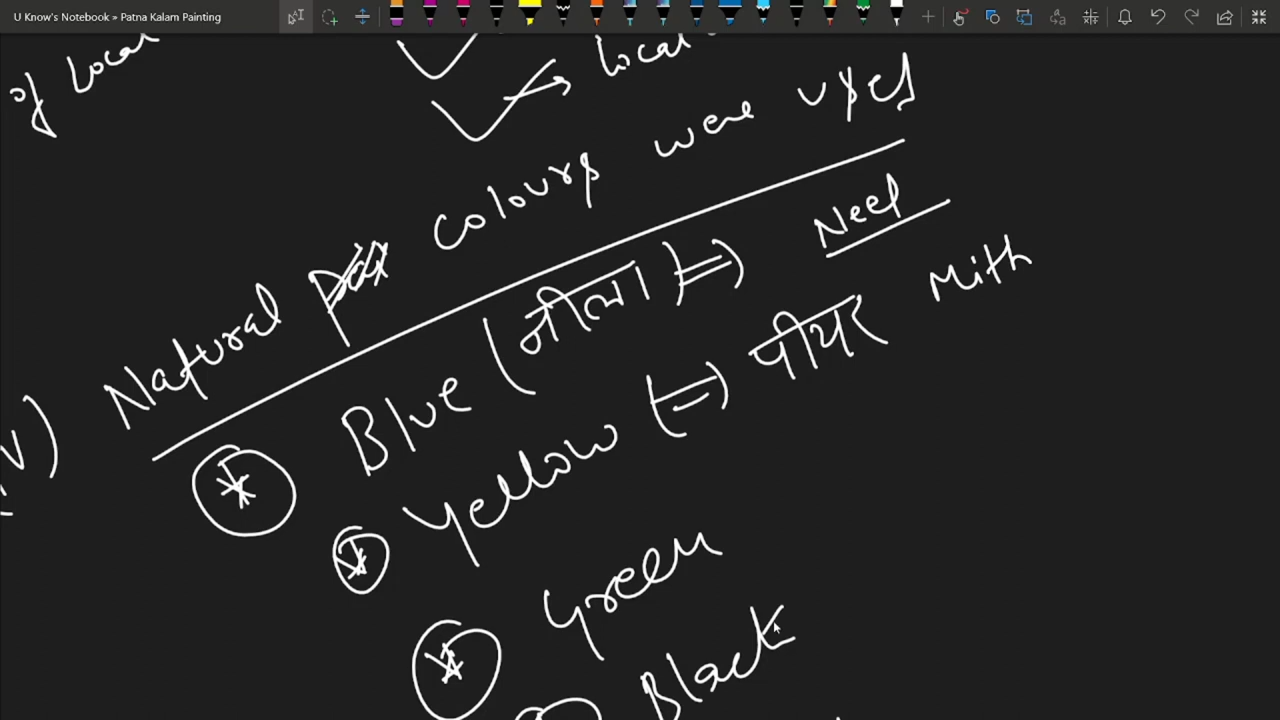 U Know's Notebook » Patna Kalam Painting
of Local
Local
(iv) Natural colours were used
Blue (नीला) ⇒ Neel
Yellow (⇒) पीयर Mith
Green
Black